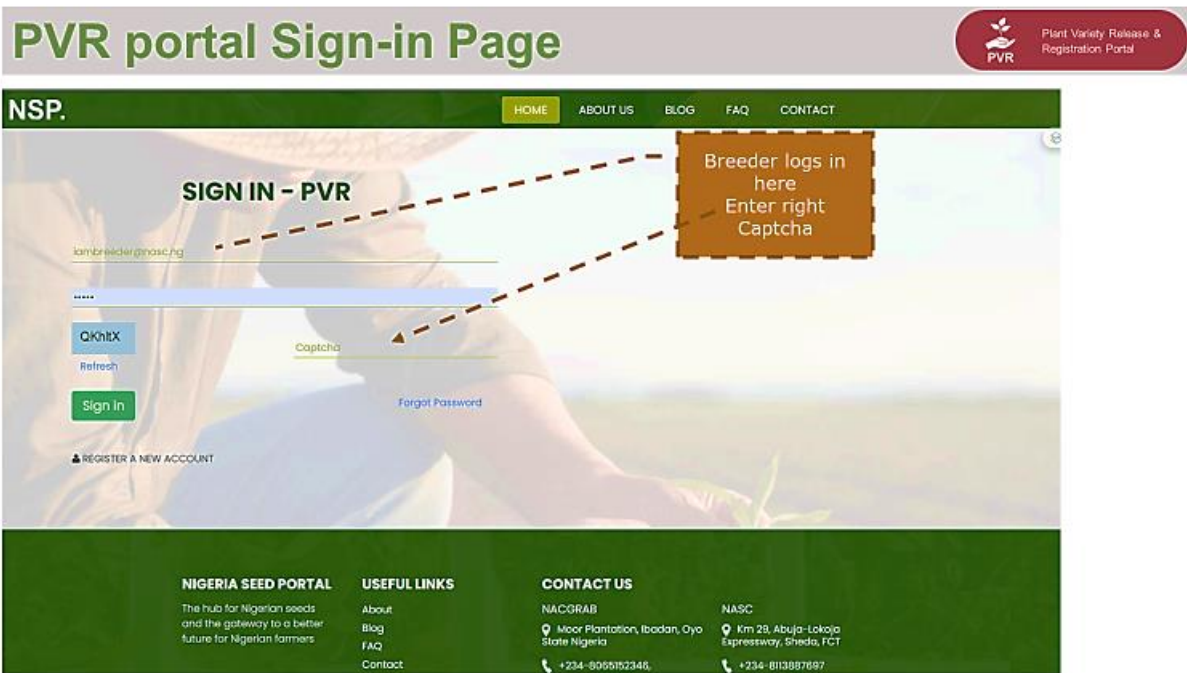 PVR portal Sign-in Page
PVR
Plant Variety Release &
Registration Portal
NSP.
HOME
ABOUT US
BLOG
FAQ
CONTACT
Breeder logs in
here
Enter right
Captcha
SIGN IN - PVR
iambreeder@nasc.ng
•••••
QKhltX
Captcha
Refresh
Sign in
Forgot Password
REGISTER A NEW ACCOUNT
NIGERIA SEED PORTAL
The hub for Nigerian seeds
and the gateway to a better
future for Nigerian farmers
USEFUL LINKS
About
Blog
FAQ
Contact
CONTACT US
NACGRAB
Moor Plantation, Ibadan, Oyo
State Nigeria
+234-8065152346,
NASC
Km 29, Abuja-Lokoja
Expressway, Sheda, FCT
+234-8113887697